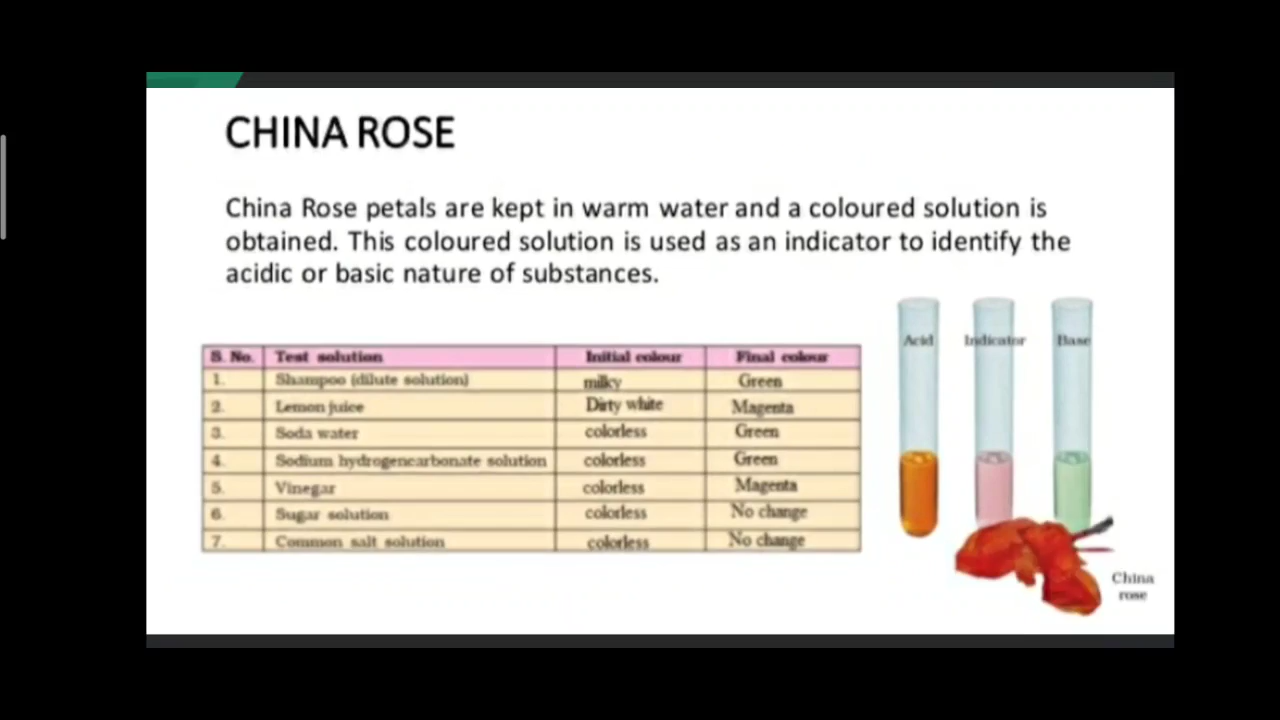 CHINA ROSE
China Rose petals are kept in warm water and a coloured solution is
obtained. This coloured solution is used as an indicator to identify the
acidic or basic nature of substances.
S. No. Test solution Initial colour Final colour
1. Shampoo (dilute solution) milky Green
2. Lemon juice Dirty white Magenta
3. Soda water colorless Green
4. Sodium hydrogencarbonate solution colorless Green
5. Vinegar colorless Magenta
6. Sugar solution colorless No change
7. Common salt solution colorless No change
Acid Indicator Base
China
rose